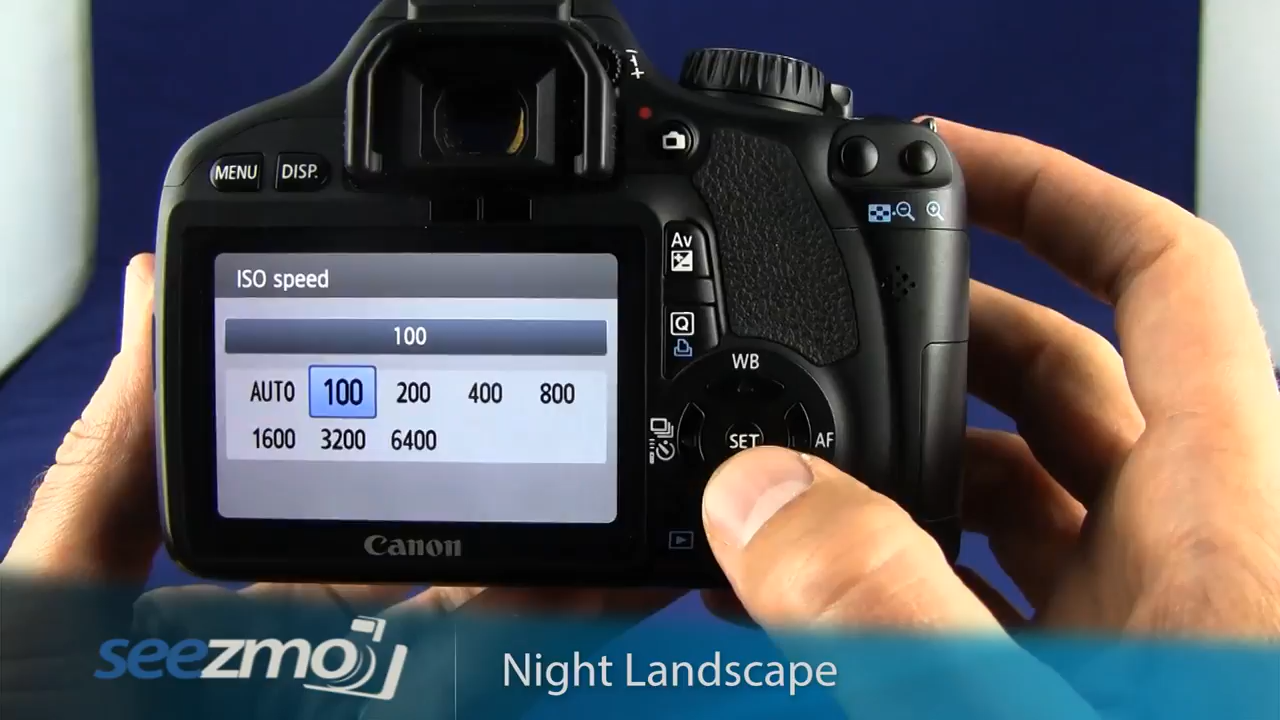 MENU DISP.
Av
Q
WB
AF
SET
ISO speed
100
AUTO 100 200 400 800
1600 3200 6400
Canon
seezmo
Night Landscape